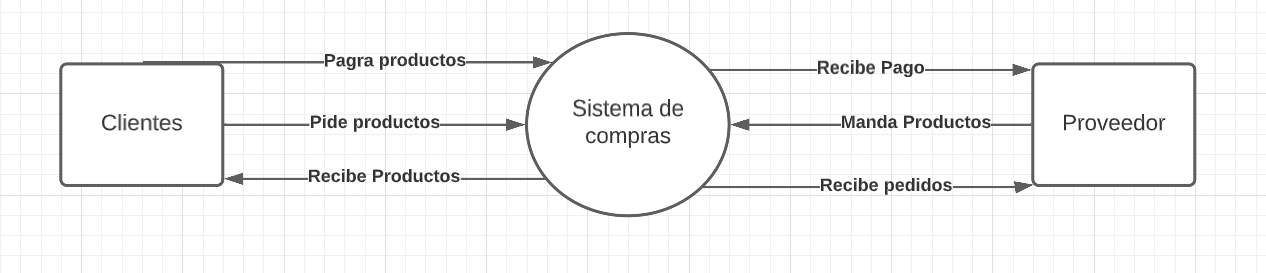 Pagra productos
Recibe Pago
Clientes
Pide productos
Sistema de
compras
Manda Productos
Proveedor
Recibe Productos
Recibe pedidos